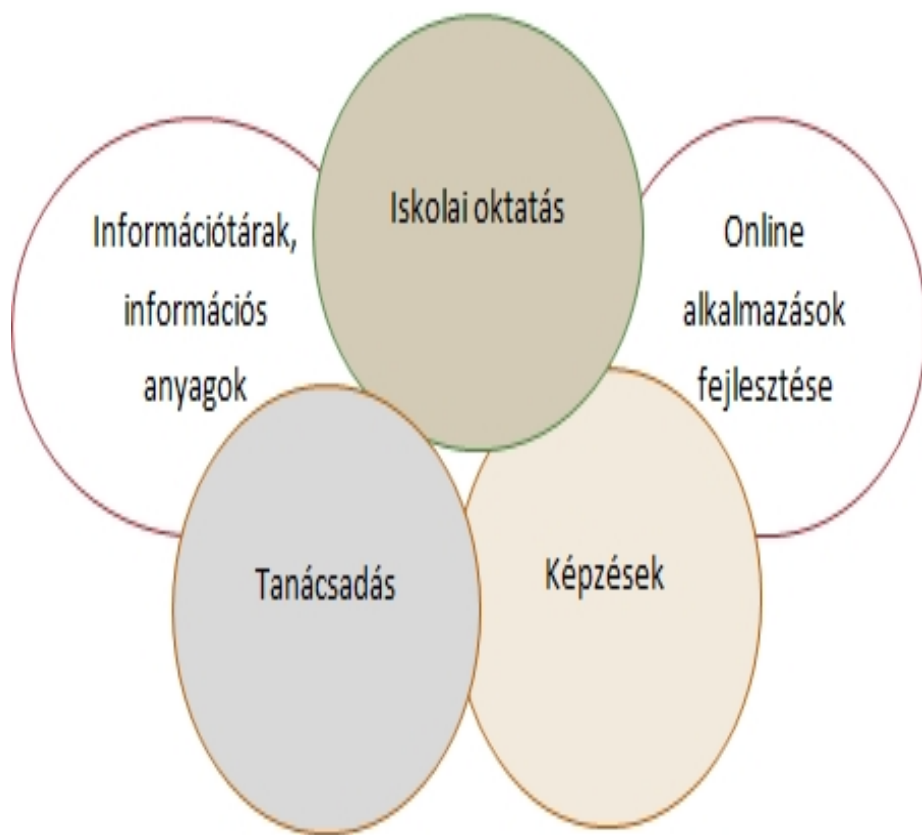 Iskolai oktatás
Információtárak,
információs
anyagok
Online
alkalmazások
fejlesztése
Tanácsadás
Képzések